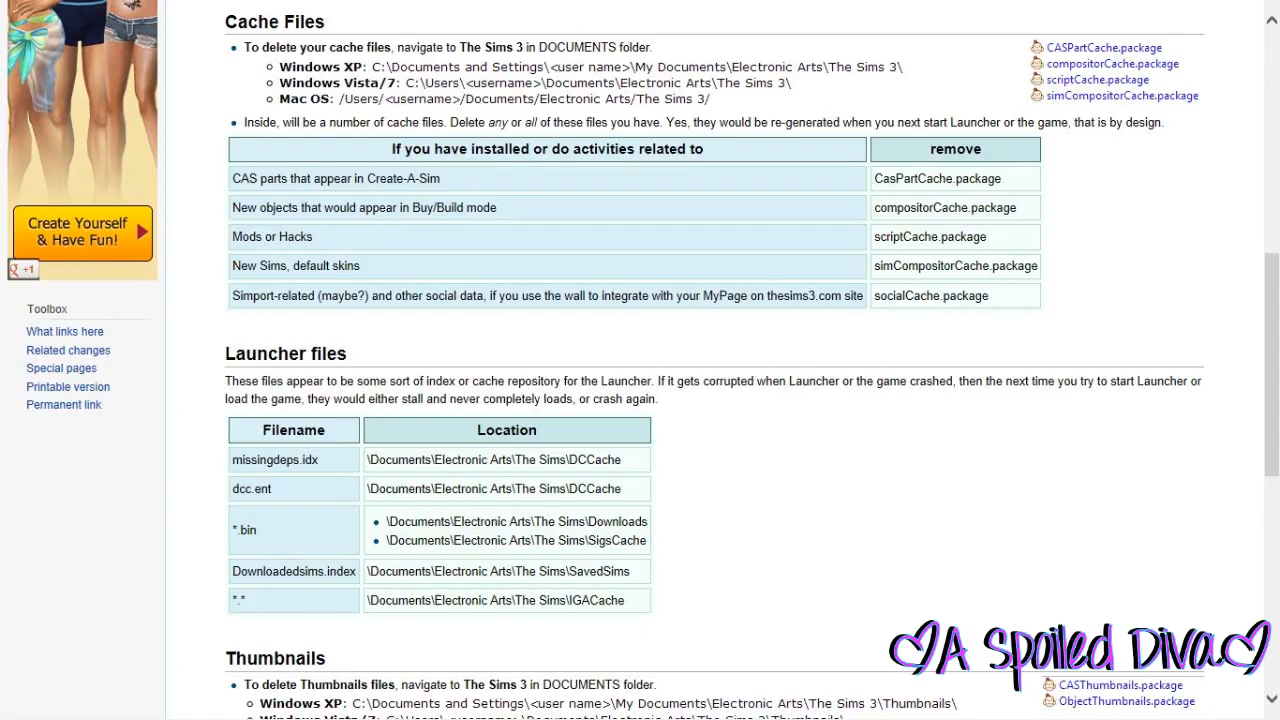 Cache Files
To delete your cache files, navigate to The Sims 3 in DOCUMENTS folder.
Windows XP: C:\Documents and Settings\<user name>\My Documents\Electronic Arts\The Sims 3\
Windows Vista/7: C:\Users\<username>\Documents\Electronic Arts\The Sims 3\
Mac OS: /Users/<username>/Documents/Electronic Arts/The Sims 3/
CASPartCache.package
compositorCache.package
scriptCache.package
simCompositorCache.package
Inside, will be a number of cache files. Delete any or all of these files you have. Yes, they would be re-generated when you next start Launcher or the game, that is by design.
If you have installed or do activities related to remove
CAS parts that appear in Create-A-Sim CasPartCache.package
New objects that would appear in Buy/Build mode compositorCache.package
Mods or Hacks scriptCache.package
New Sims, default skins simCompositorCache.package
Simport-related (maybe?) and other social data, if you use the wall to integrate with your MyPage on thesims3.com site socialCache.package
Create Yourself
& Have Fun!
+1
Toolbox
What links here
Related changes
Special pages
Printable version
Permanent link
Launcher files
These files appear to be some sort of index or cache repository for the Launcher. If it gets corrupted when Launcher or the game crashed, then the next time you try to start Launcher or
load the game, they would either stall and never completely loads, or crash again.
Filename Location
missingdeps.idx \Documents\Electronic Arts\The Sims\DCCache
dcc.ent \Documents\Electronic Arts\The Sims\DCCache
*.bin \Documents\Electronic Arts\The Sims\Downloads
\Documents\Electronic Arts\The Sims\SigsCache
Downloadedsims.index \Documents\Electronic Arts\The Sims\SavedSims
*.* \Documents\Electronic Arts\The Sims\IGACache
A Spoiled Diva
Thumbnails
To delete Thumbnails files, navigate to The Sims 3 in DOCUMENTS folder.
Windows XP: C:\Documents and Settings\<user name>\My Documents\Electronic Arts\The Sims 3\Thumbnails\
CASThumbnails.package
ObjectThumbnails.package